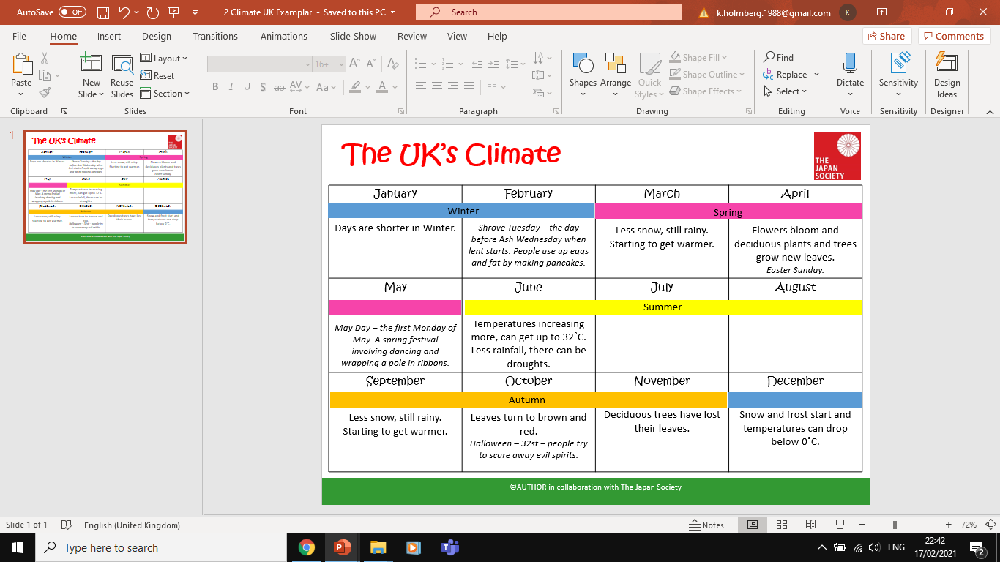 AutoSave Off 2 Climate UK Examplar - Saved to this PC Search k.holmberg.1988@gmail.com K
File Home Insert Design Transitions Animations Slide Show Review View Help Share Comments
Paste New Slide Reuse Slides Layout Reset Section
16+ A A
B I U S ab AV Aa A
Shapes Arrange Quick Styles Shape Fill Shape Outline Shape Effects
Find Replace Select Dictate Sensitivity Design Ideas
Clipboard Slides Font Paragraph Drawing Editing Voice Sensitivity Designer
1
The UK's Climate
THE
JAPAN
SOCIETY
January February March April
Winter Spring
Days are shorter in Winter.
Shrove Tuesday – the day
before Ash Wednesday when
lent starts. People use up eggs
and fat by making pancakes.
Less snow, still rainy.
Starting to get warmer.
Flowers bloom and
deciduous plants and trees
grow new leaves.
Easter Sunday.
May June July August
Summer
May Day – the first Monday of
May. A spring festival
involving dancing and
wrapping a pole in ribbons.
Temperatures increasing
more, can get up to 32˚C.
Less rainfall, there can be
droughts.
September October November December
Autumn
Less snow, still rainy.
Starting to get warmer.
Leaves turn to brown and
red.
Halloween – 32st – people try
to scare away evil spirits.
Deciduous trees have lost
their leaves.
Snow and frost start and
temperatures can drop
below 0˚C.
©AUTHOR in collaboration with The Japan Society
Slide 1 of 1 English (United Kingdom) Notes 72%
Type here to search ENG 22:42
17/02/2021 2